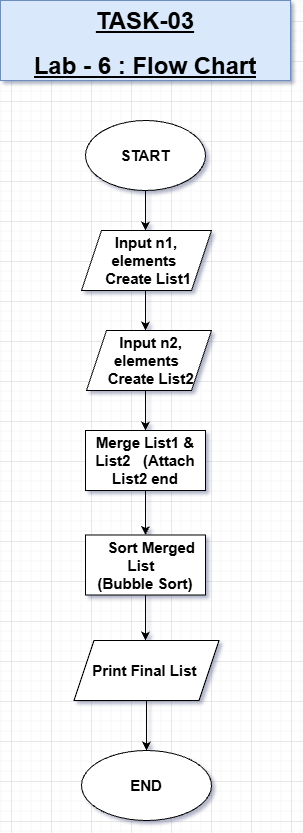 TASK-03
Lab - 6 : Flow Chart
START
Input n1,
elements
Create List1
Input n2,
elements
Create List2
Merge List1 &
List2 (Attach
List2 end
Sort Merged
List
(Bubble Sort)
Print Final List
END